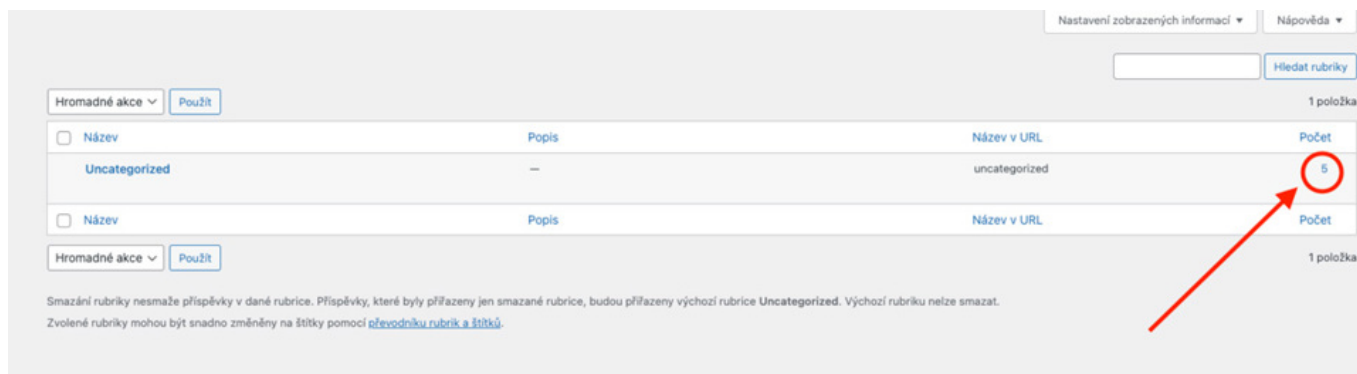 Nastavení zobrazených informací ▼ Nápověda ▼
Hledat rubriky
Hromadné akce Použít 1 položka
Název Popis Název v URL Počet
Uncategorized — uncategorized 5
Název Popis Název v URL Počet
Hromadné akce Použít 1 položka
Smazání rubriky nesmaže příspěvky v dané rubrice. Příspěvky, které byly přiřazeny jen smazané rubrice, budou přiřazeny výchozí rubrice Uncategorized. Výchozí rubriku nelze smazat.
Zvolené rubriky mohou být snadno změněny na štítky pomocí převodníku rubrik a štítků.